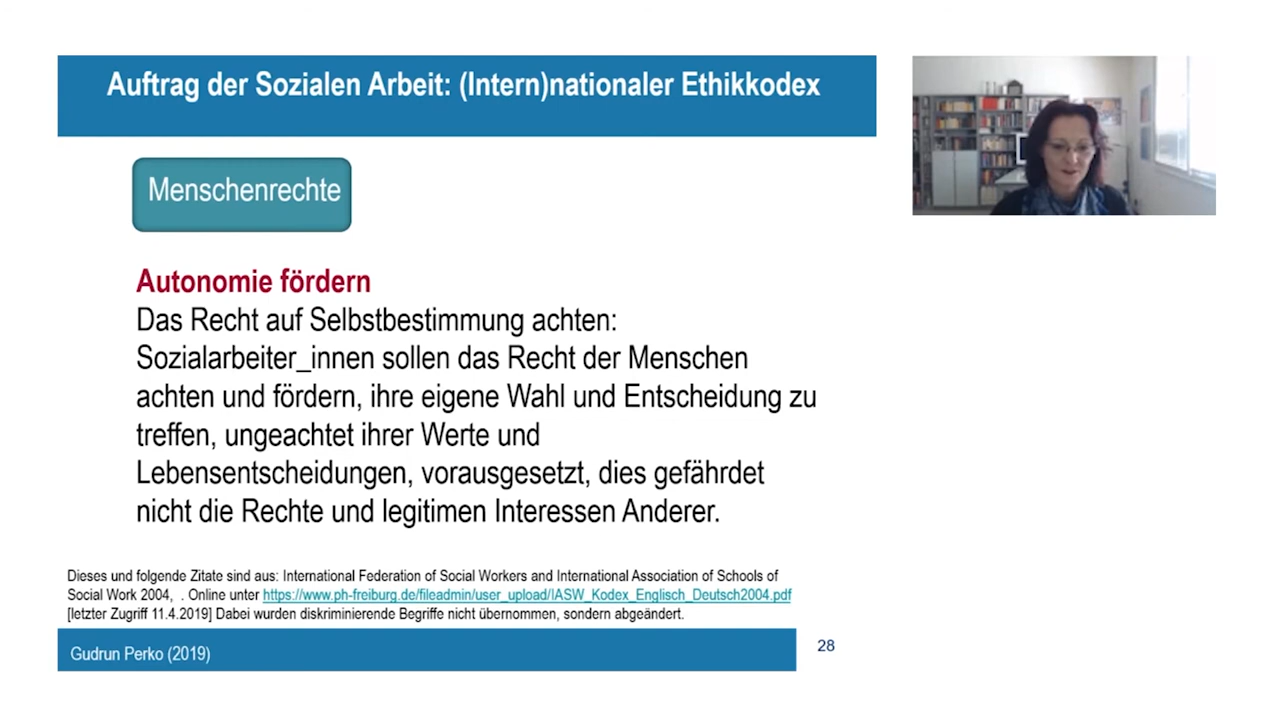 Auftrag der Sozialen Arbeit: (Intern)nationaler Ethikkodex
Menschenrechte
Autonomie fördern
Das Recht auf Selbstbestimmung achten:
Sozialarbeiter_innen sollen das Recht der Menschen
achten und fördern, ihre eigene Wahl und Entscheidung zu
treffen, ungeachtet ihrer Werte und
Lebensentscheidungen, vorausgesetzt, dies gefährdet
nicht die Rechte und legitimen Interessen Anderer.
Dieses und folgende Zitate sind aus: International Federation of Social Workers and International Association of Schools of
Social Work 2004,  . Online unter https://www.ph-freiburg.de/fileadmin/user_upload/IASW_Kodex_Englisch_Deutsch2004.pdf
[letzter Zugriff 11.4.2019] Dabei wurden diskriminierende Begriffe nicht übernommen, sondern abgeändert.
Gudrun Perko (2019)
28